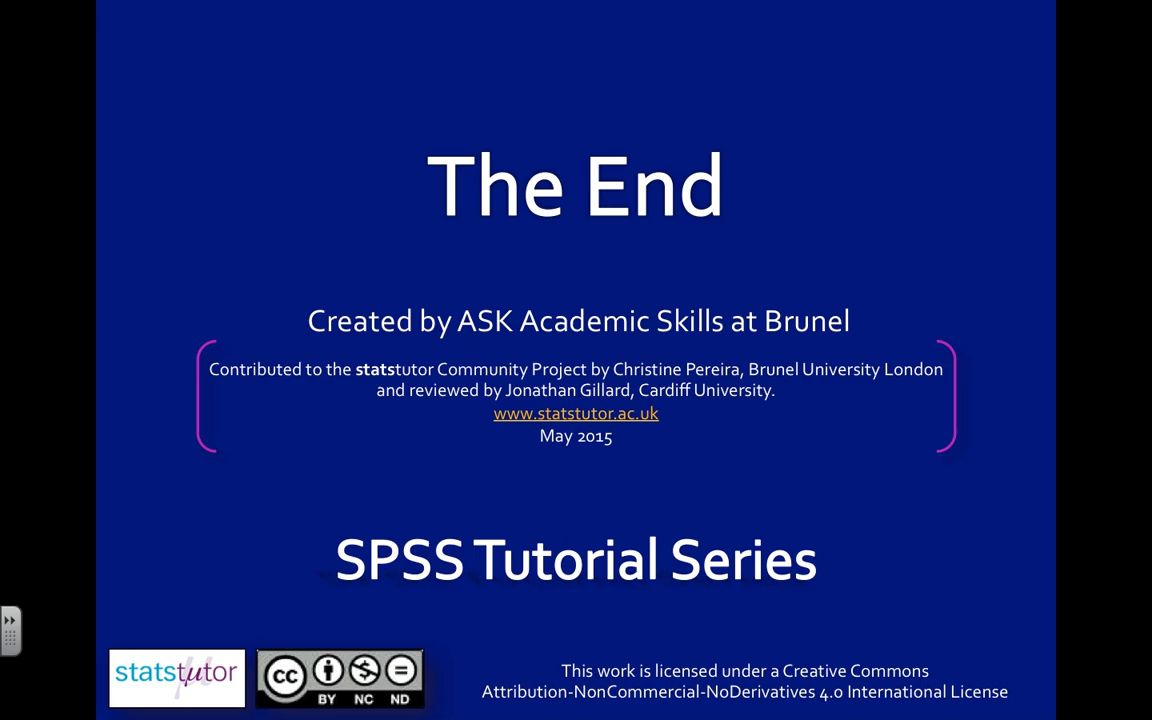 The End
Created by ASK Academic Skills at Brunel
Contributed to the statstutor Community Project by Christine Pereira, Brunel University London
and reviewed by Jonathan Gillard, Cardiff University.
www.statstutor.ac.uk
May 2015
SPSS Tutorial Series
statstutor
cc
BY NC ND
This work is licensed under a Creative Commons
Attribution-NonCommercial-NoDerivatives 4.0 International License